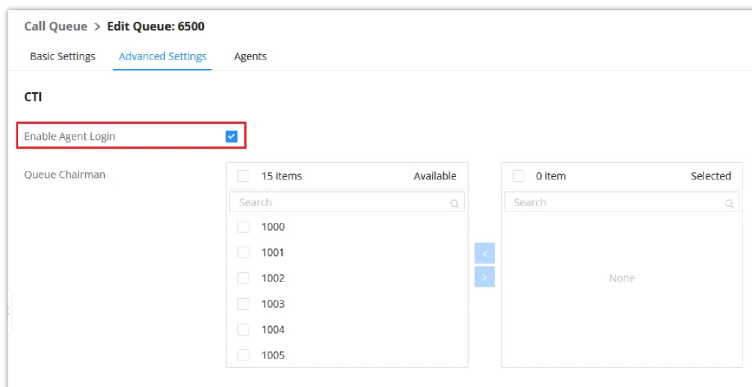 Call Queue > Edit Queue: 6500
Basic Settings Advanced Settings Agents
CTI
Enable Agent Login
Queue Chairman 15 items Available 0 item Selected
Search Search
1000
1001
1002 None
1003
1004
1005